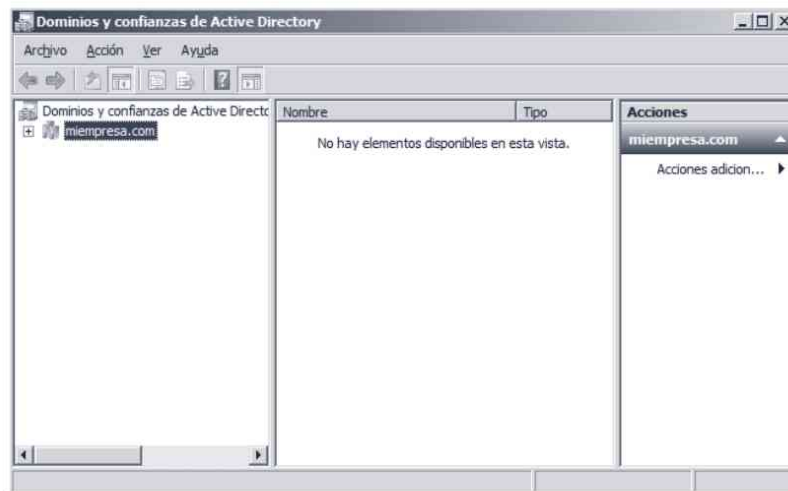 Dominios y confianzas de Active Directory
Archivo Acción Ver Ayuda
Dominios y confianzas de Active Directo
miempresa.com
Nombre Tipo
No hay elementos disponibles en esta vista.
Acciones
miempresa.com
Acciones adicion...